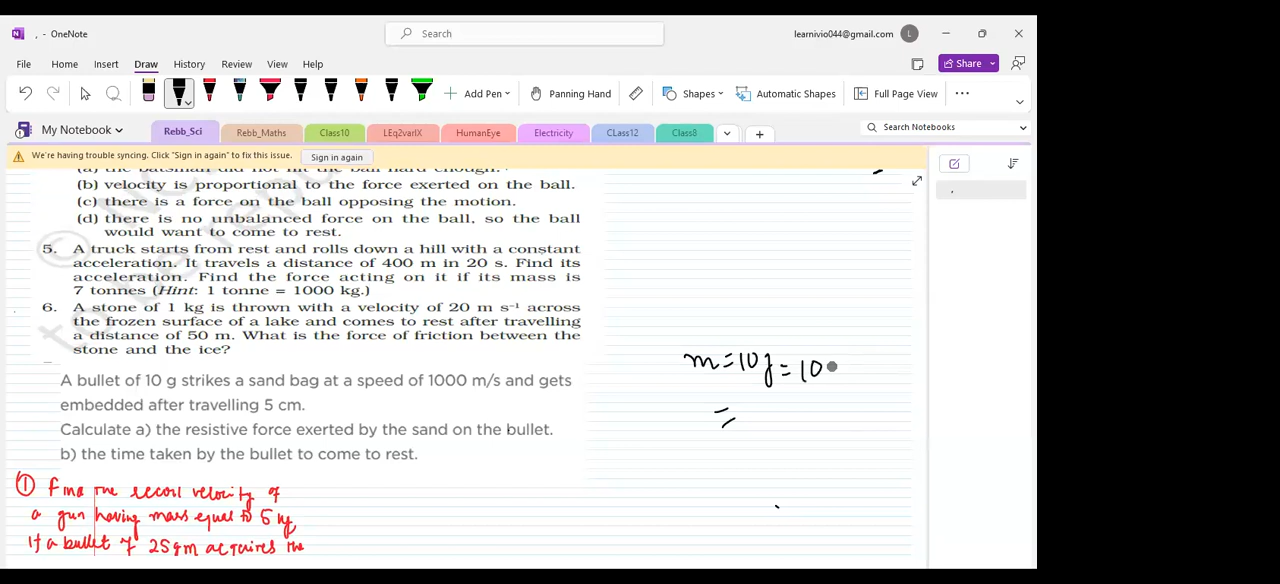 , - OneNote
Search
learnivio044@gmail.com
L
File Home Insert Draw History Review View Help
Share
Add Pen
Panning Hand
Shapes
Automatic Shapes
Full Page View
My Notebook
Rebb_Sci
Rebb_Maths
Class10
LEq2varIX
HumanEye
Electricity
CLass12
Class8
Search Notebooks
We're having trouble syncing. Click "Sign in again" to fix this issue.
Sign in again
,
(a) the batsman did not hit the ball hard enough.
(b) velocity is proportional to the force exerted on the ball.
(c) there is a force on the ball opposing the motion.
(d) there is no unbalanced force on the ball, so the ball
would want to come to rest.
5. A truck starts from rest and rolls down a hill with a constant
acceleration. It travels a distance of 400 m in 20 s. Find its
acceleration. Find the force acting on it if its mass is
7 tonnes (Hint: 1 tonne = 1000 kg.)
6. A stone of 1 kg is thrown with a velocity of 20 m s⁻¹ across
the frozen surface of a lake and comes to rest after travelling
a distance of 50 m. What is the force of friction between the
stone and the ice?
A bullet of 10 g strikes a sand bag at a speed of 1000 m/s and gets
embedded after travelling 5 cm.
Calculate a) the resistive force exerted by the sand on the bullet.
b) the time taken by the bullet to come to rest.
① Find the recoil velocity of
a gun having mass equal to 5 kg,
If a bullet of 25gm acquires the
m = 10g = 10
=